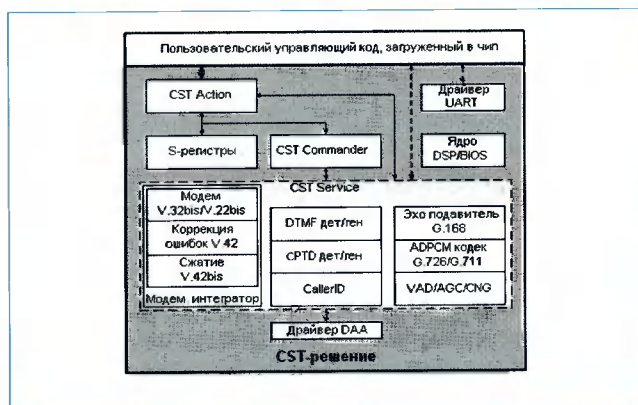 Пользовательский управляющий код, загруженный в чип
CST Action
Драйвер
UART
S-регистры
CST Commander
Ядро
DSP/BIOS
CST Service
Модем
V.32bis/V.22bis
Коррекция
ошибок V.42
Сжатие
V.42bis
Модем. интегратор
DTMF дет/ген
cPTD дет/ген
CallerID
Эхо подавитель
G.168
ADPCM кодек
G.726/G.711
VAD/AGC/CNG
Драйвер DAA
CST-решение